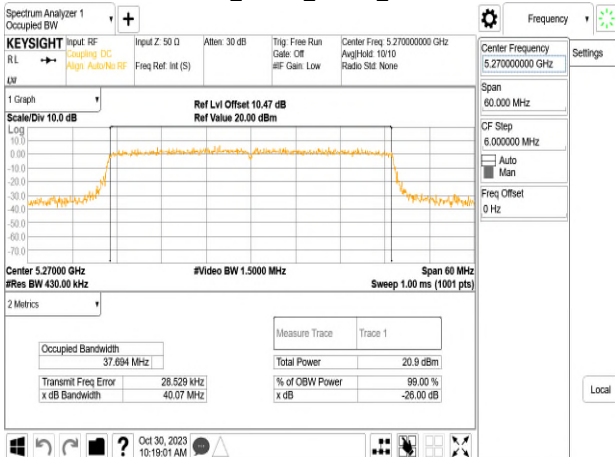 Spectrum Analyzer 1
Occupied BW
+
Frequency
KEYSIGHT
RL
Input: RF
Coupling: DC
Align: Auto/No RF
Input Z: 50 Ω
Freq Ref: Int (S)
Atten: 30 dB
Trig: Free Run
Gate: Off
#IF Gain: Low
Center Freq: 5.270000000 GHz
Avg|Hold: 10/10
Radio Std: None
Center Frequency
5.270000000 GHz
Settings
Span
60.000 MHz
CF Step
6.000000 MHz
Auto
Man
Freq Offset
0 Hz
Local
1 Graph
Scale/Div 10.0 dB
Ref Lvl Offset 10.47 dB
Ref Value 20.00 dBm
Log
10.0
0.00
-10.0
-20.0
-30.0
-40.0
-50.0
-60.0
-70.0
Center 5.27000 GHz
#Video BW 1.5000 MHz
Span 60 MHz
#Res BW 430.00 kHz
Sweep 1.00 ms (1001 pts)
2 Metrics
Measure Trace
Trace 1
Occupied Bandwidth
37.694 MHz
Total Power
20.9 dBm
Transmit Freq Error
28.529 kHz
% of OBW Power
99.00 %
x dB Bandwidth
40.07 MHz
x dB
-26.00 dB
?
Oct 30, 2023
10:19:01 AM